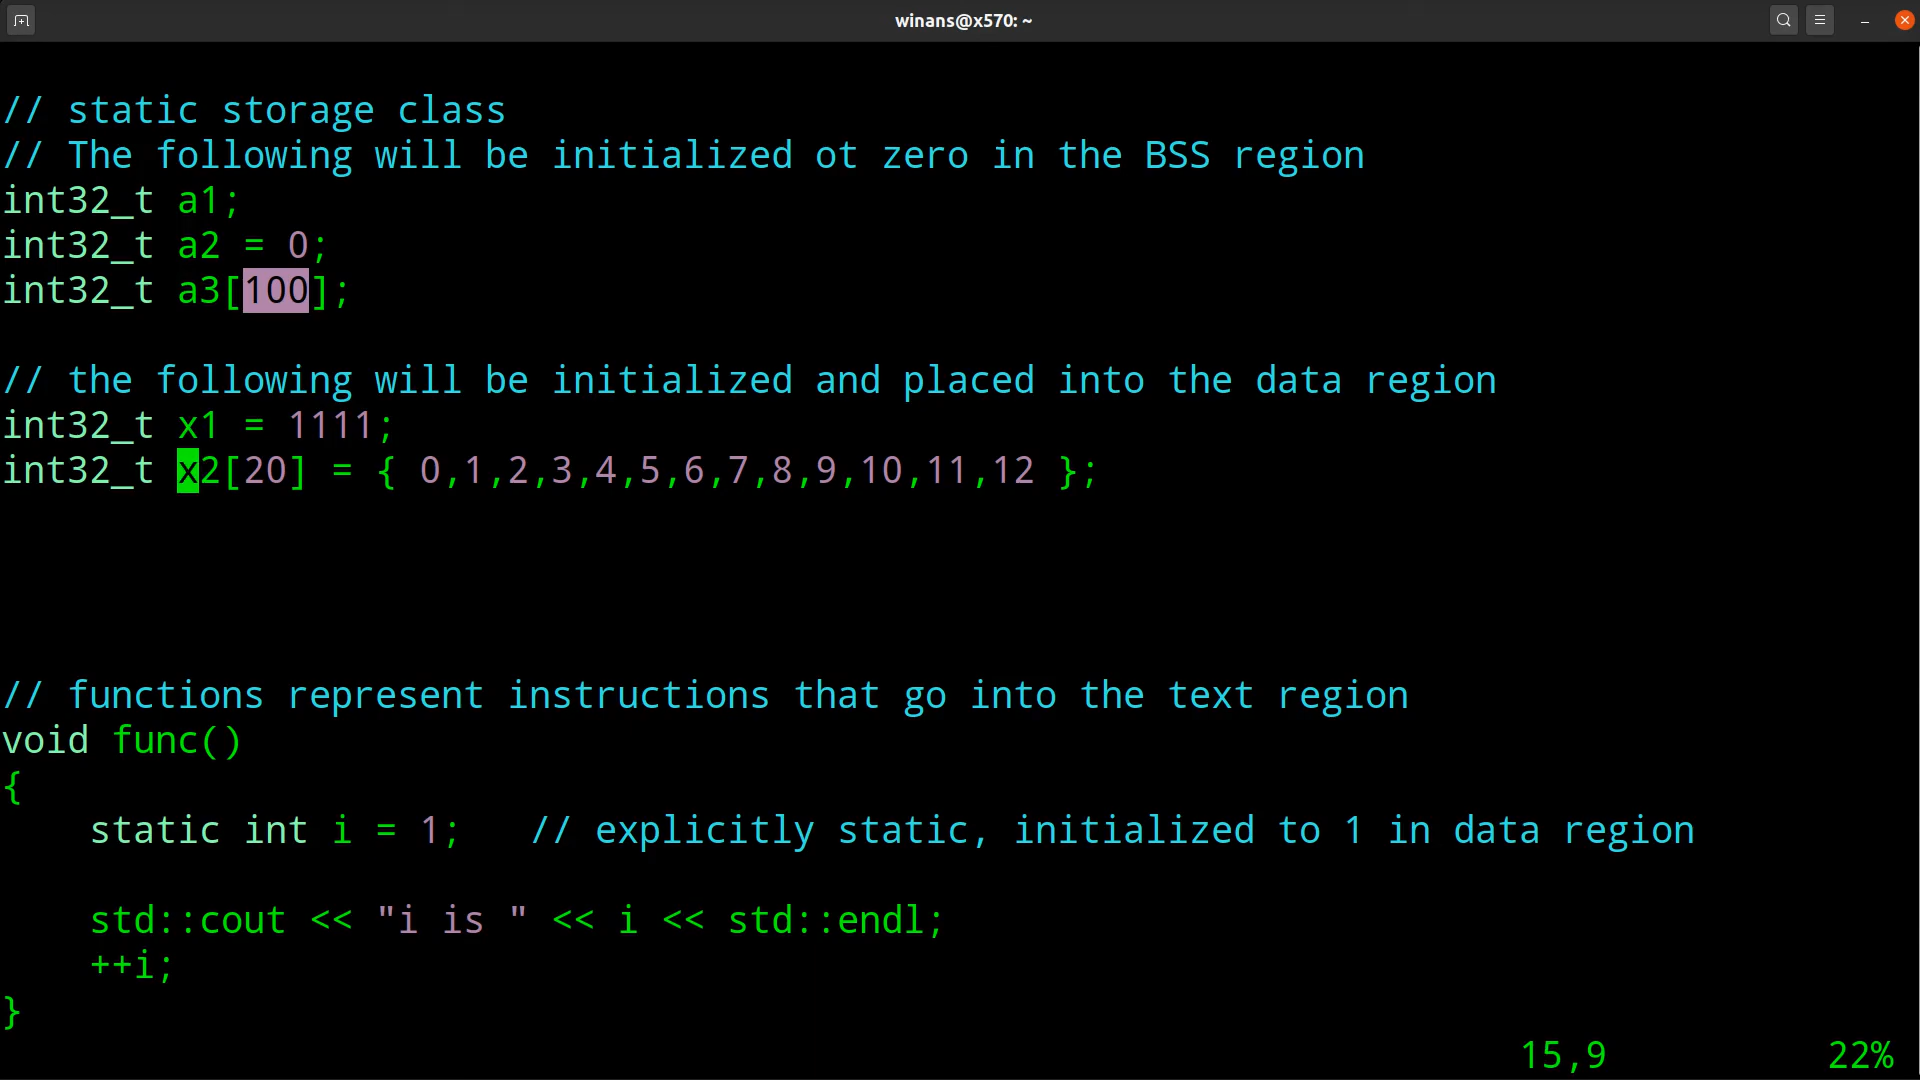 winans@x570: ~
// static storage class
// The following will be initialized ot zero in the BSS region
int32_t a1;
int32_t a2 = 0;
int32_t a3[100];
// the following will be initialized and placed into the data region
int32_t x1 = 1111;
int32_t x2[20] = { 0,1,2,3,4,5,6,7,8,9,10,11,12 };
// functions represent instructions that go into the text region
void func()
{
    static int i = 1;   // explicitly static, initialized to 1 in data region
    std::cout << "i is " << i << std::endl;
    ++i;
}
15,9          22%